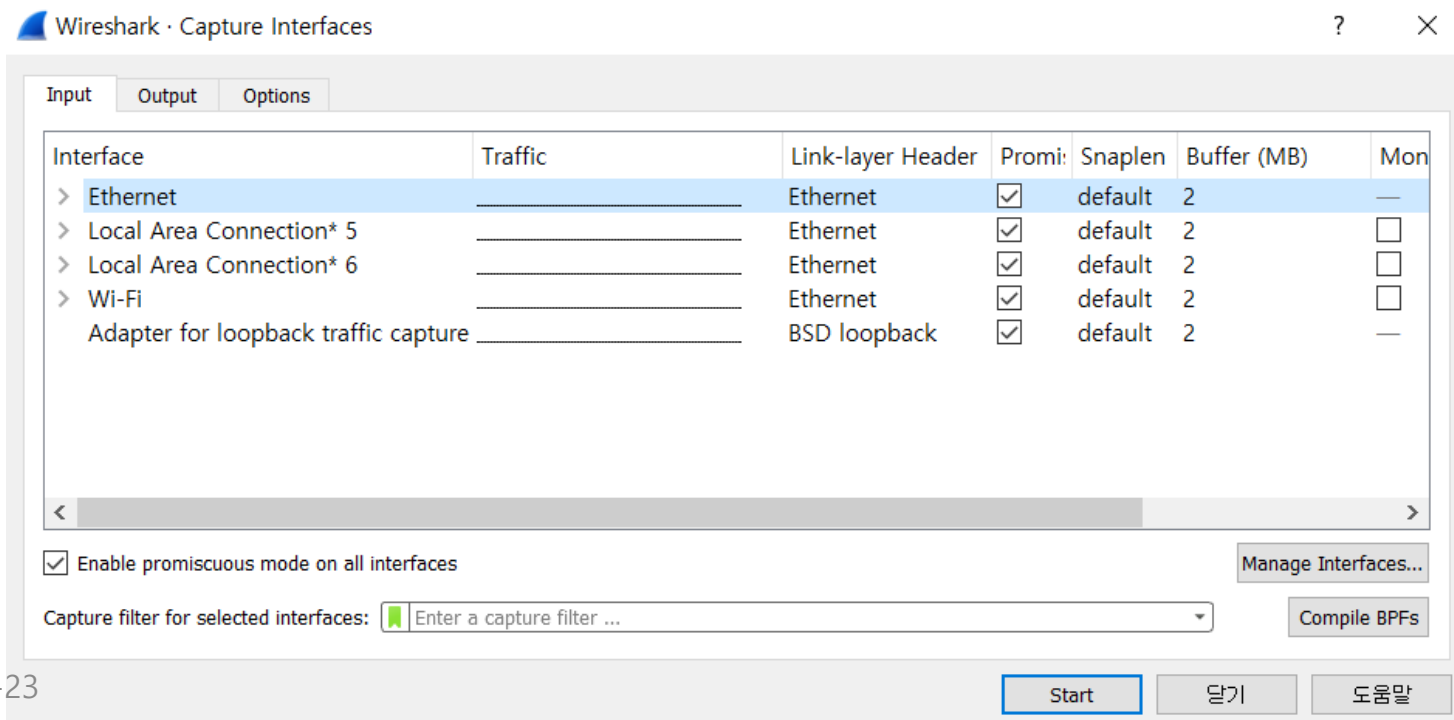 Wireshark · Capture Interfaces ?
Input Output Options
Interface Traffic Link-layer Header Promi: Snaplen Buffer (MB) Mon
Ethernet Ethernet default 2 —
Local Area Connection* 5 Ethernet default 2
Local Area Connection* 6 Ethernet default 2
Wi-Fi Ethernet default 2
Adapter for loopback traffic capture BSD loopback default 2 —
Enable promiscuous mode on all interfaces Manage Interfaces...
Capture filter for selected interfaces: Enter a capture filter ... Compile BPFs
-23
Start 닫기 도움말